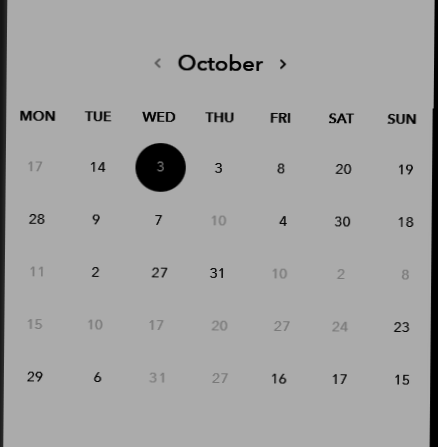 ‹ October ›
MON TUE WED THU FRI SAT SUN
17 14 3 3 8 20 19
28 9 7 10 4 30 18
11 2 27 31 10 2 8
15 10 17 20 27 24 23
29 6 31 27 16 17 15